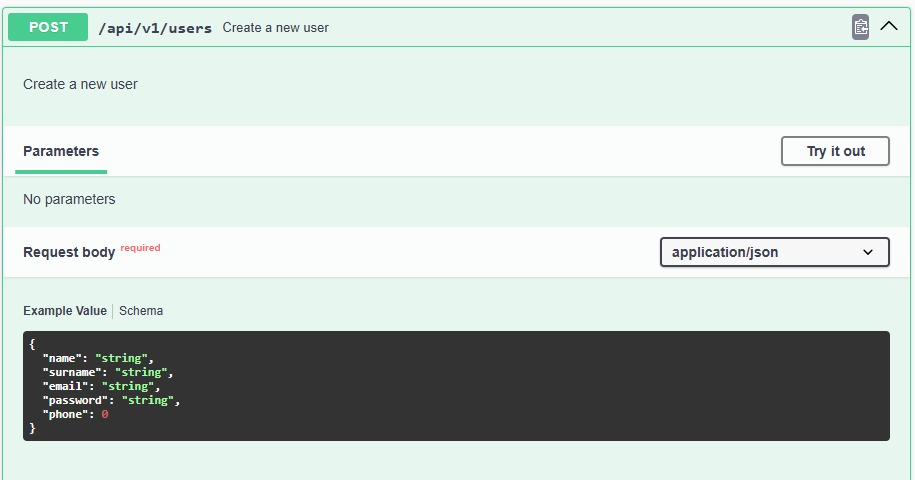 POST /api/v1/users Create a new user
Create a new user
Parameters Try it out
No parameters
Request body required application/json
Example Value Schema
{
  "name": "string",
  "surname": "string",
  "email": "string",
  "password": "string",
  "phone": 0
}